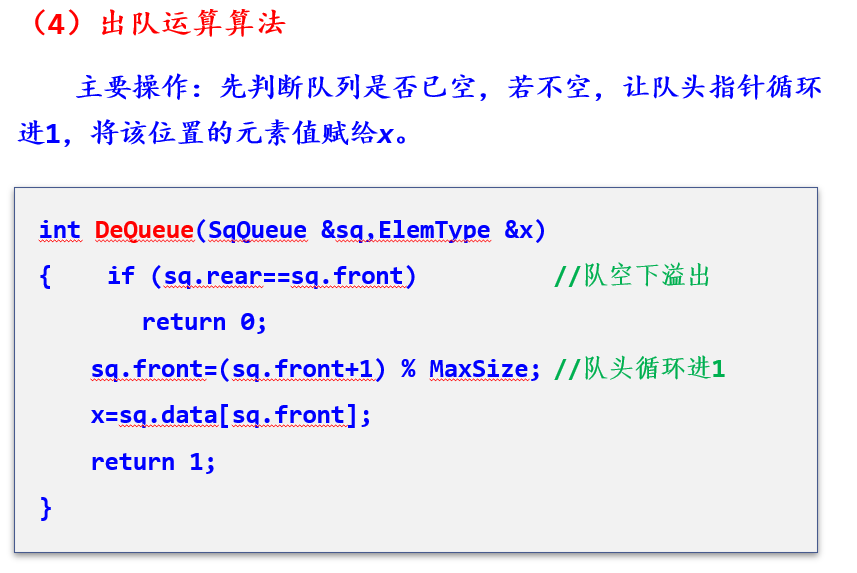 （4）出队运算算法
主要操作：先判断队列是否已空，若不空，让队头指针循环
进1，将该位置的元素值赋给x。
int DeQueue(SqQueue &sq,ElemType &x)
{    if (sq.rear==sq.front)          //队空下溢出
return 0;
sq.front=(sq.front+1) % MaxSize; //队头循环进1
x=sq.data[sq.front];
return 1;
}